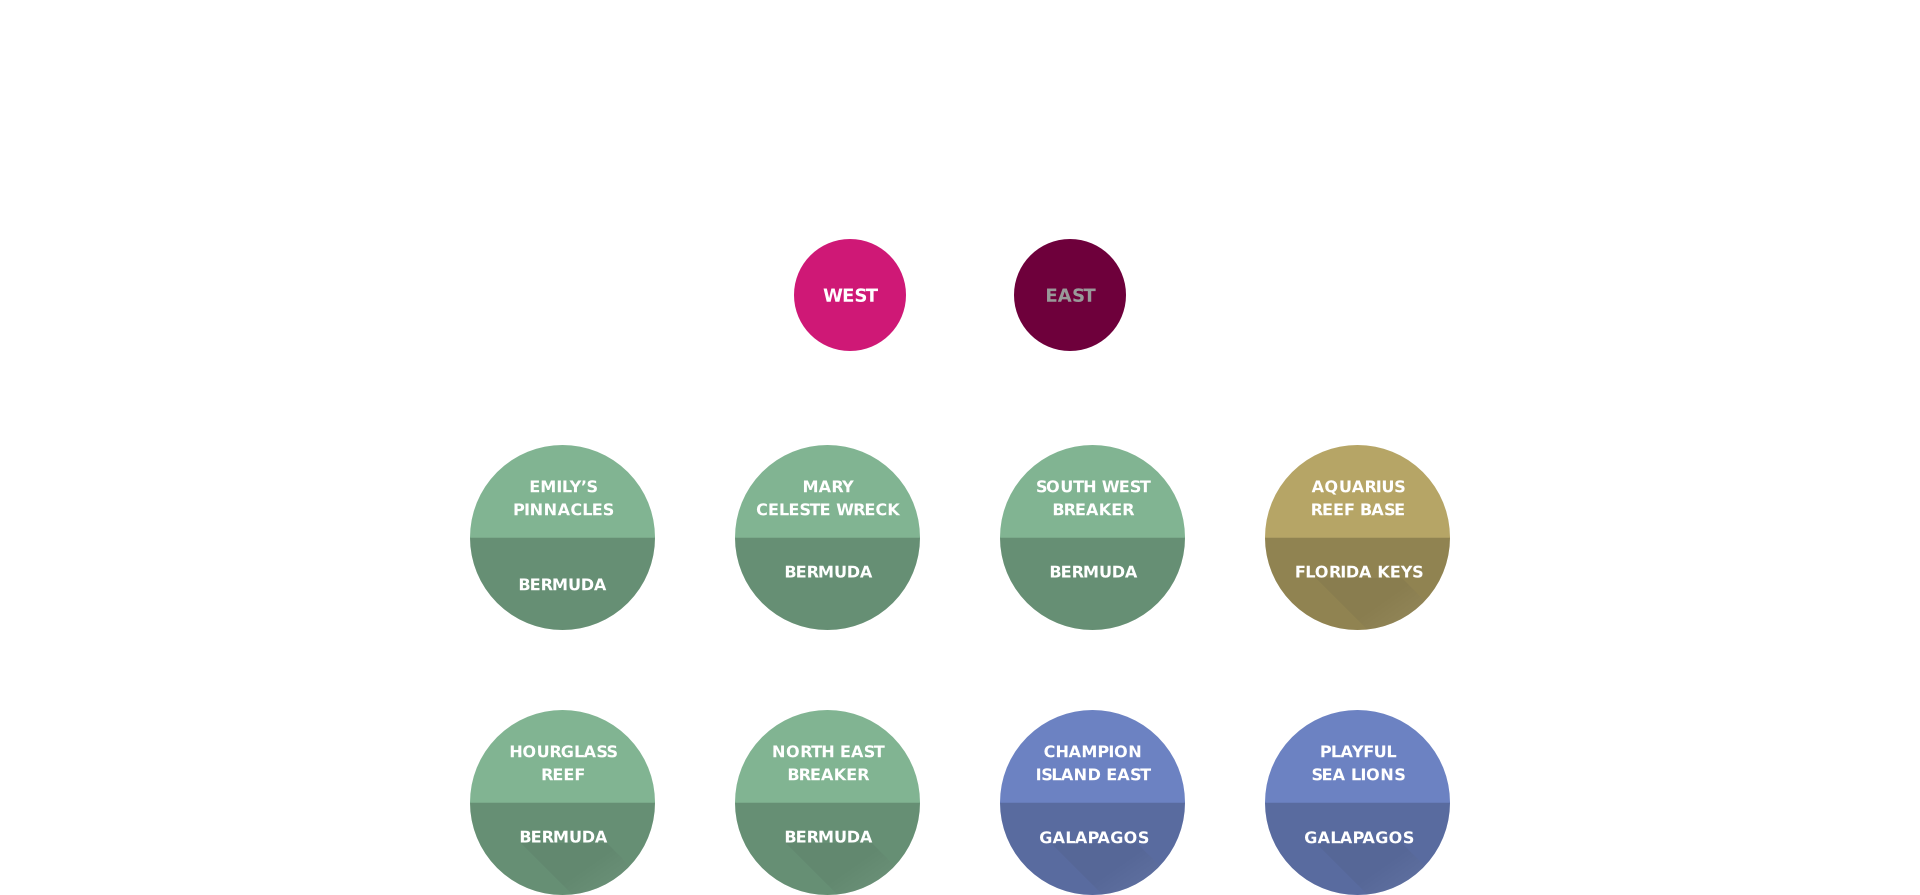 WEST
EAST
EMILY’S
PINNACLES
BERMUDA
MARY
CELESTE WRECK
BERMUDA
SOUTH WEST
BREAKER
BERMUDA
AQUARIUS
REEF BASE
FLORIDA KEYS
HOURGLASS
REEF
BERMUDA
NORTH EAST
BREAKER
BERMUDA
CHAMPION
ISLAND EAST
GALAPAGOS
PLAYFUL
SEA LIONS
GALAPAGOS